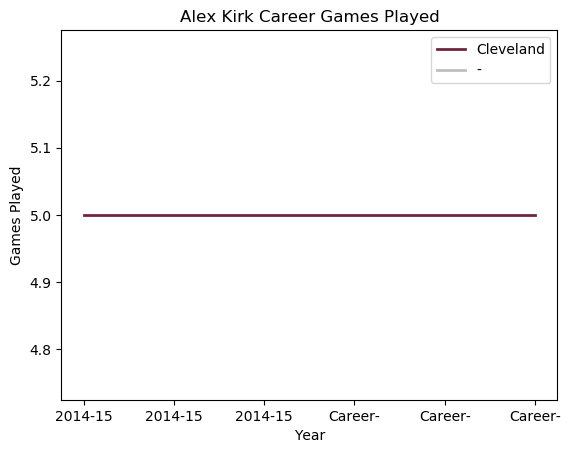 Alex Kirk Career Games Played
Cleveland
-
5.2
5.1
5.0
4.9
4.8
Games Played
2014-15 2014-15 2014-15 Career- Career- Career-
Year